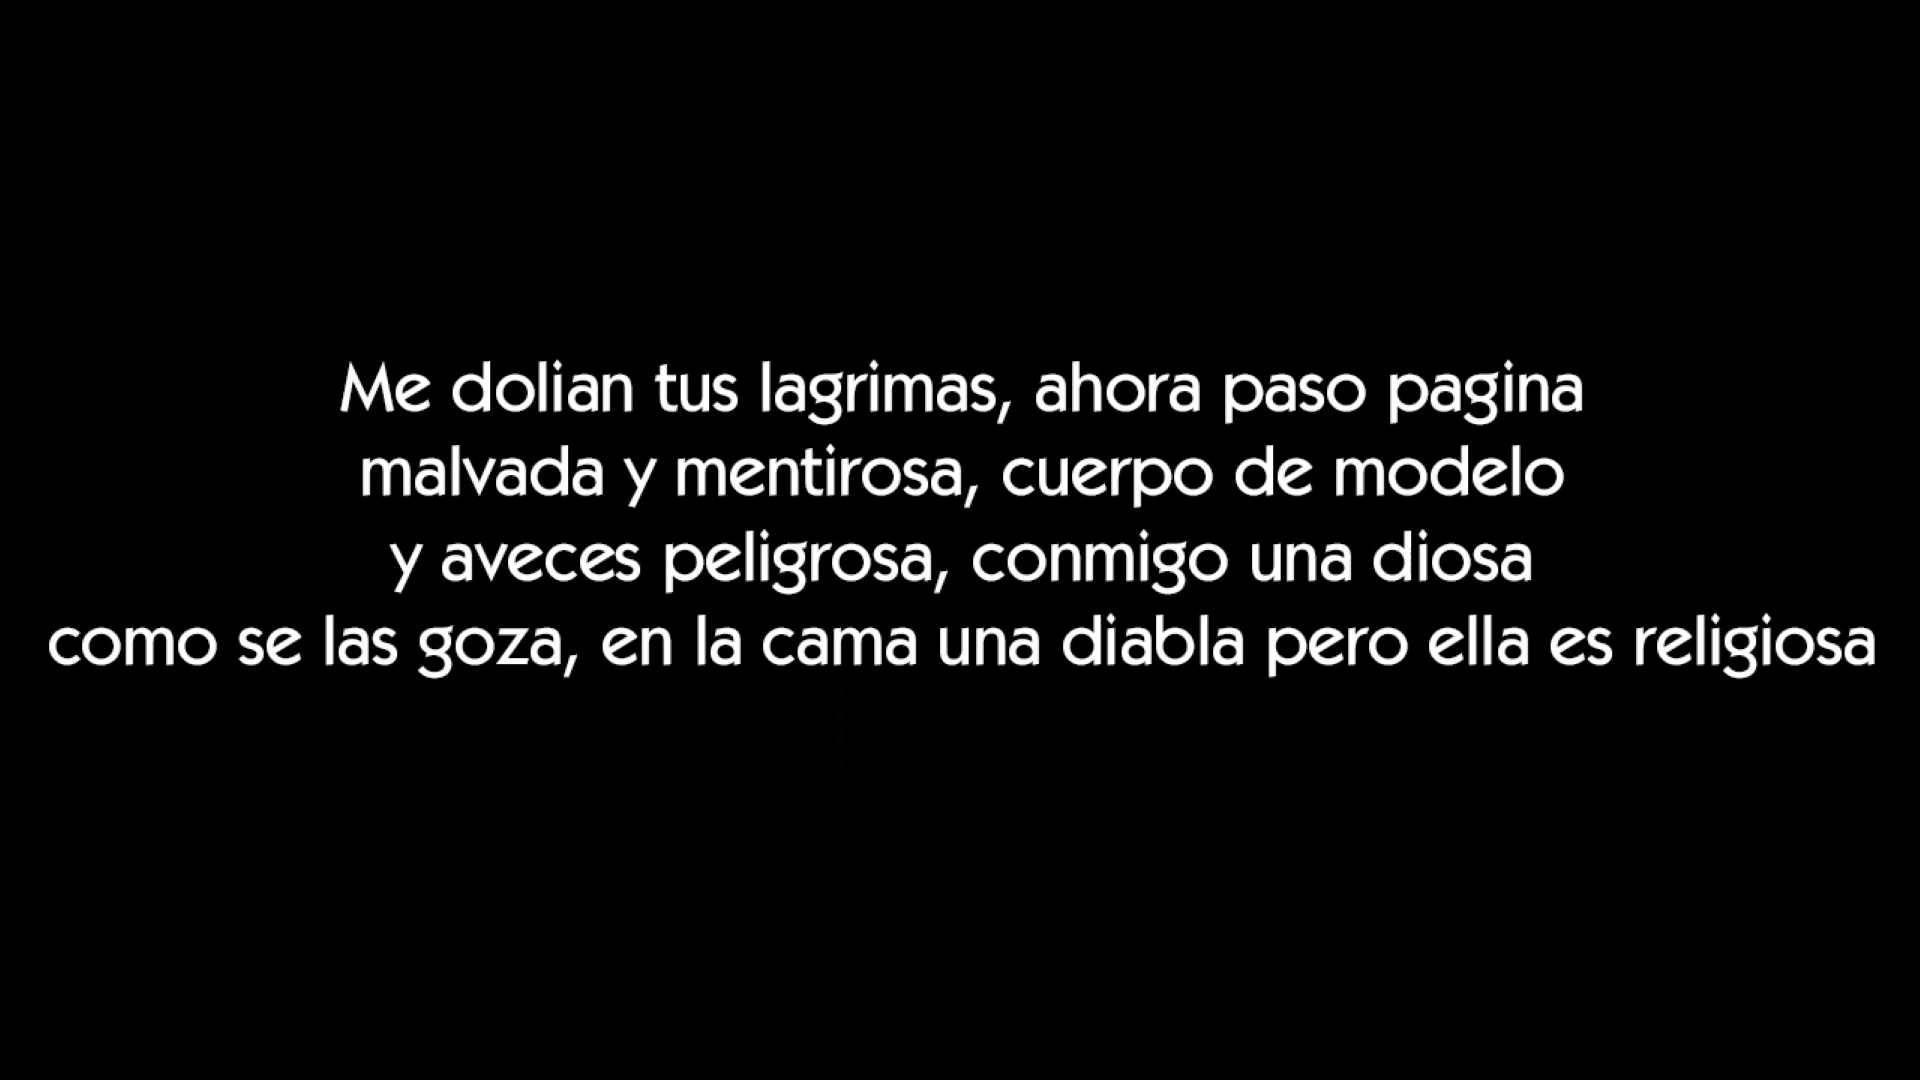 Me dolian tus lagrimas, ahora paso pagina
malvada y mentirosa, cuerpo de modelo
y aveces peligrosa, conmigo una diosa
como se las goza, en la cama una diabla pero ella es religiosa